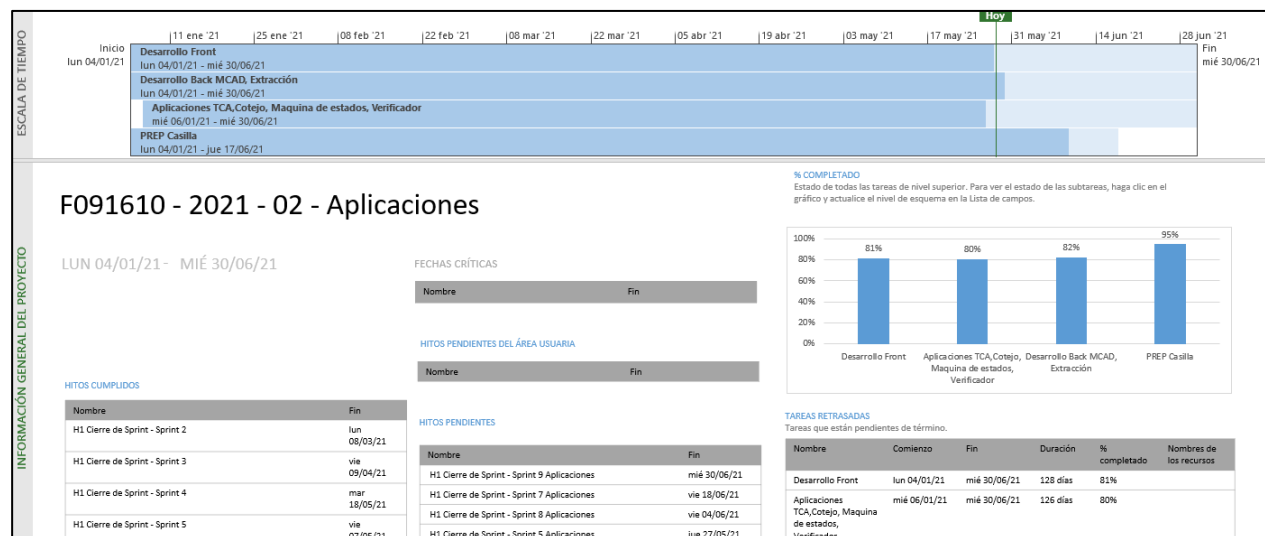 ESCALA DE TIEMPO
Hoy
11 ene '21
25 ene '21
08 feb '21
22 feb '21
08 mar '21
22 mar '21
05 abr '21
19 abr '21
03 may '21
17 may '21
31 may '21
14 jun '21
28 jun '21
Inicio
lun 04/01/21
Fin
mié 30/06/21
Desarrollo Front
lun 04/01/21 - mié 30/06/21
Desarrollo Back MCAD, Extracción
lun 04/01/21 - mié 30/06/21
Aplicaciones TCA,Cotejo, Maquina de estados, Verificador
mié 06/01/21 - mié 30/06/21
PREP Casilla
lun 04/01/21 - jue 17/06/21
INFORMACIÓN GENERAL DEL PROYECTO
F091610 - 2021 - 02 - Aplicaciones
LUN 04/01/21 - MIÉ 30/06/21
HITOS CUMPLIDOS
Nombre Fin
H1 Cierre de Sprint - Sprint 2 lun
08/03/21
H1 Cierre de Sprint - Sprint 3 vie
09/04/21
H1 Cierre de Sprint - Sprint 4 mar
18/05/21
H1 Cierre de Sprint - Sprint 5 vie
07/05/21
FECHAS CRÍTICAS
Nombre Fin
HITOS PENDIENTES DEL ÁREA USUARIA
Nombre Fin
HITOS PENDIENTES
Nombre Fin
H1 Cierre de Sprint - Sprint 9 Aplicaciones mié 30/06/21
H1 Cierre de Sprint - Sprint 7 Aplicaciones vie 18/06/21
H1 Cierre de Sprint - Sprint 8 Aplicaciones vie 04/06/21
H1 Cierre de Sprint - Sprint 5 Aplicaciones jue 27/05/21
% COMPLETADO
Estado de todas las tareas de nivel superior. Para ver el estado de las subtareas, haga clic en el
gráfico y actualice el nivel de esquema en la Lista de campos.
100%
80%
60%
40%
20%
0%
81%
80%
82%
95%
Desarrollo Front
Aplicaciones TCA,Cotejo,
Maquina de estados,
Verificador
Desarrollo Back MCAD,
Extracción
PREP Casilla
TAREAS RETRASADAS
Tareas que están pendientes de término.
Nombre Comienzo Fin Duración %
completado Nombres de
los recursos
Desarrollo Front lun 04/01/21 mié 30/06/21 128 días 81%
Aplicaciones mié 06/01/21 mié 30/06/21 126 días 80%
TCA,Cotejo, Maquina
de estados,
Verificador